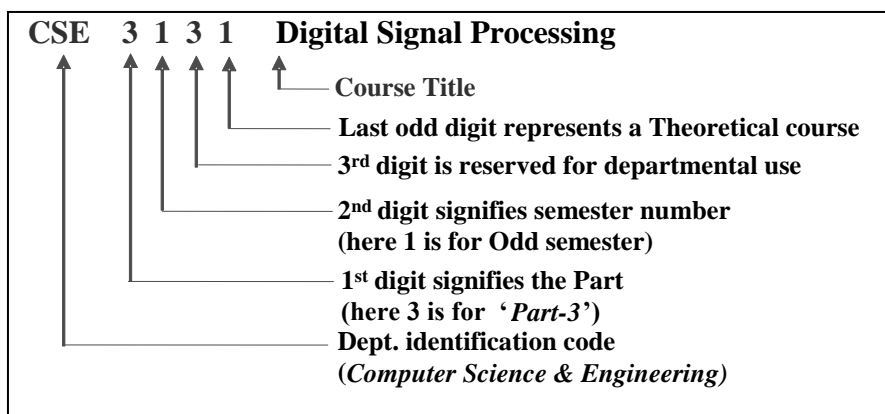 CSE 3 1 3 1 Digital Signal Processing
Course Title
Last odd digit represents a Theoretical course
3rd digit is reserved for departmental use
2nd digit signifies semester number
(here 1 is for Odd semester)
1st digit signifies the Part
(here 3 is for ‘Part-3’)
Dept. identification code
(Computer Science & Engineering)